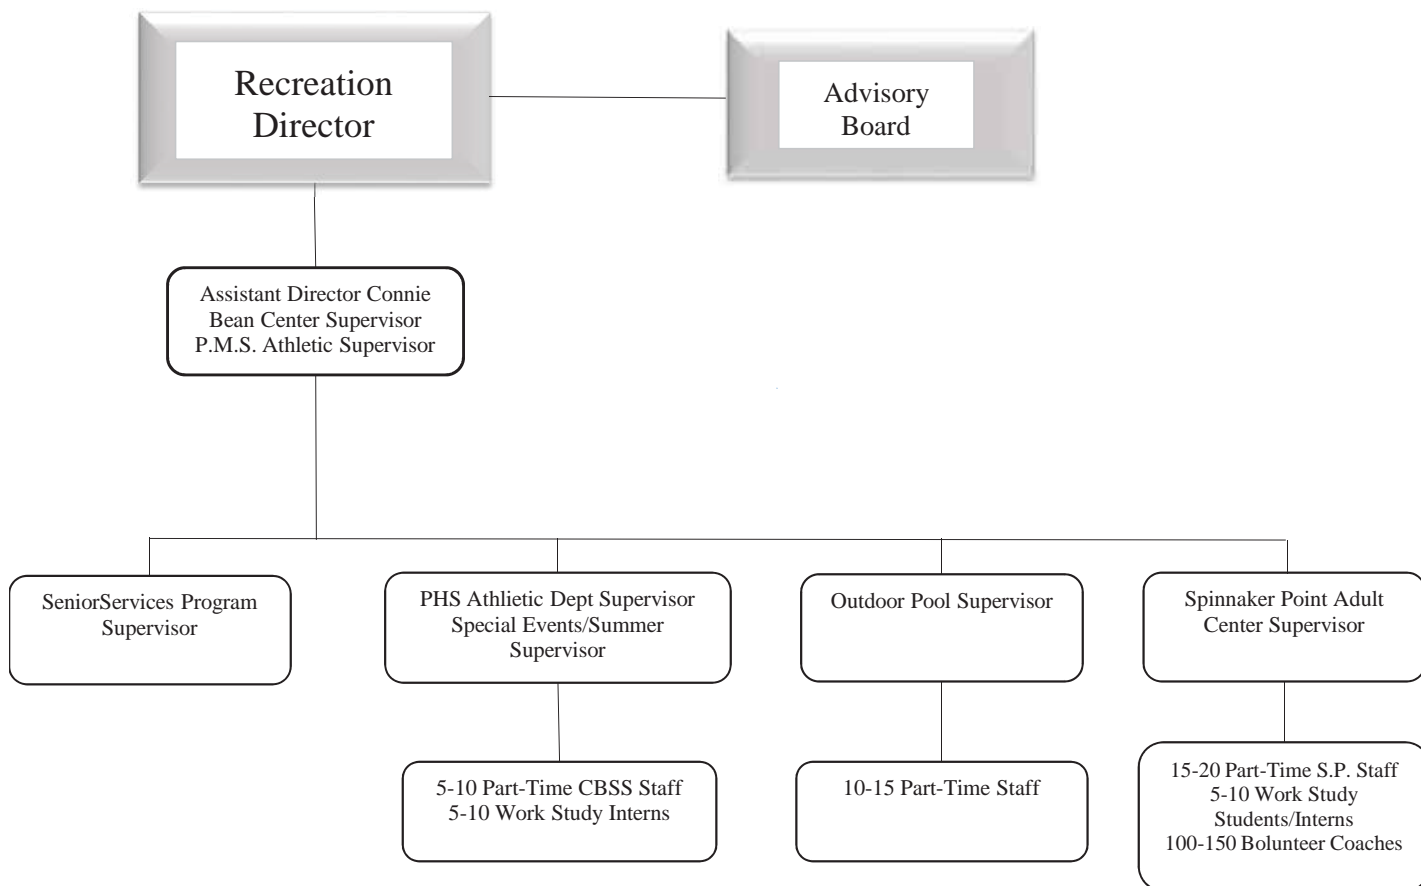 Recreation
Director
Advisory
Board
Assistant Director Connie
Bean Center Supervisor
P.M.S. Athletic Supervisor
SeniorServices Program
Supervisor
PHS Athlietic Dept Supervisor
Special Events/Summer
Supervisor
Outdoor Pool Supervisor
Spinnaker Point Adult
Center Supervisor
5-10 Part-Time CBSS Staff
5-10 Work Study Interns
10-15 Part-Time Staff
15-20 Part-Time S.P. Staff
5-10 Work Study
Students/Interns
100-150 Bolunteer Coaches